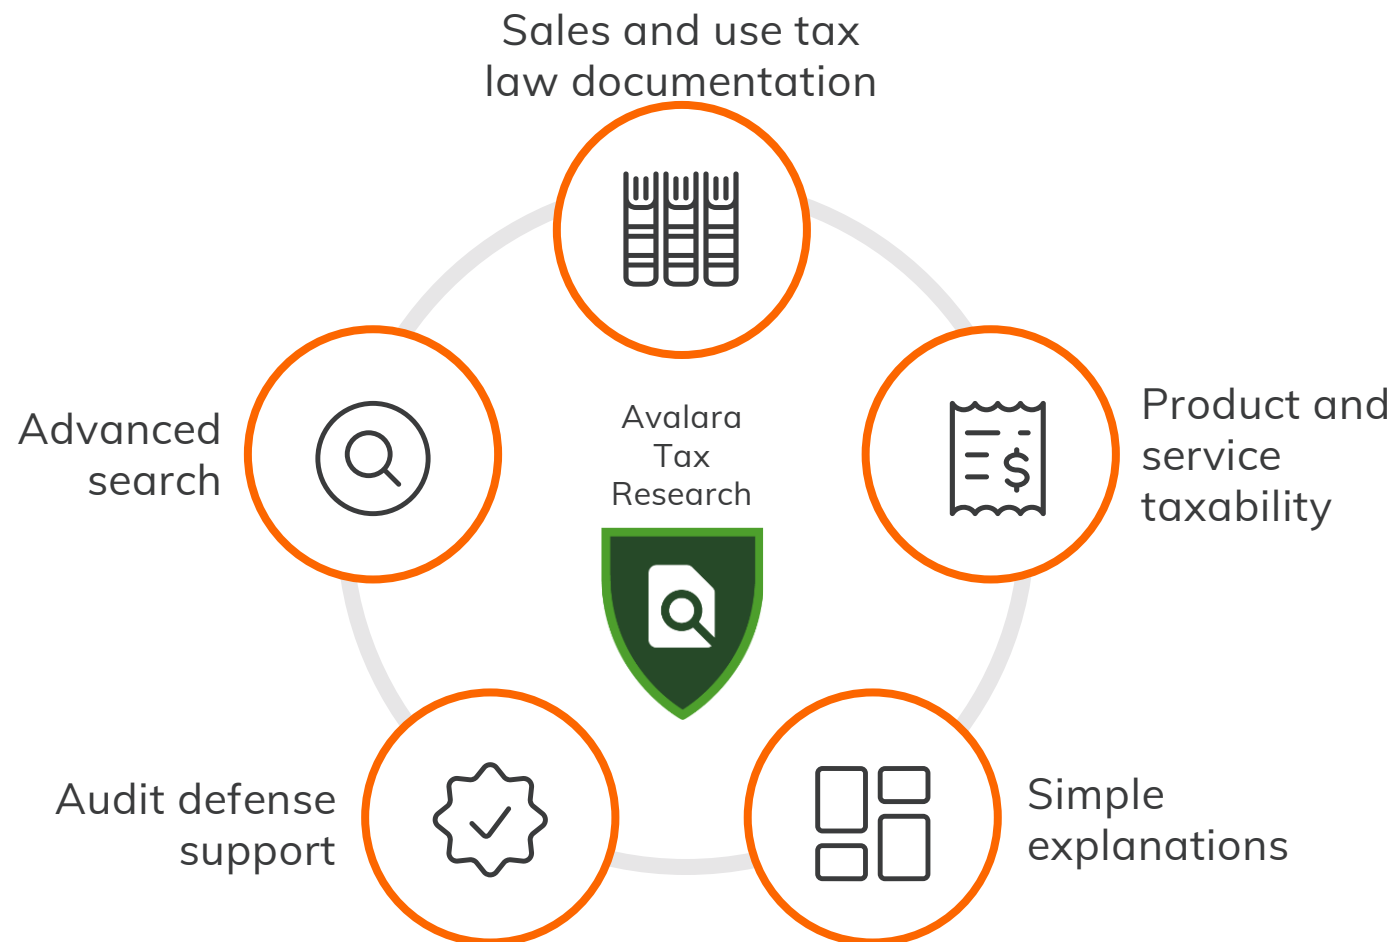 Sales and use tax
law documentation
Product and
service
taxability
Advanced
search
Avalara
Tax
Research
$
Audit defense
support
Simple
explanations